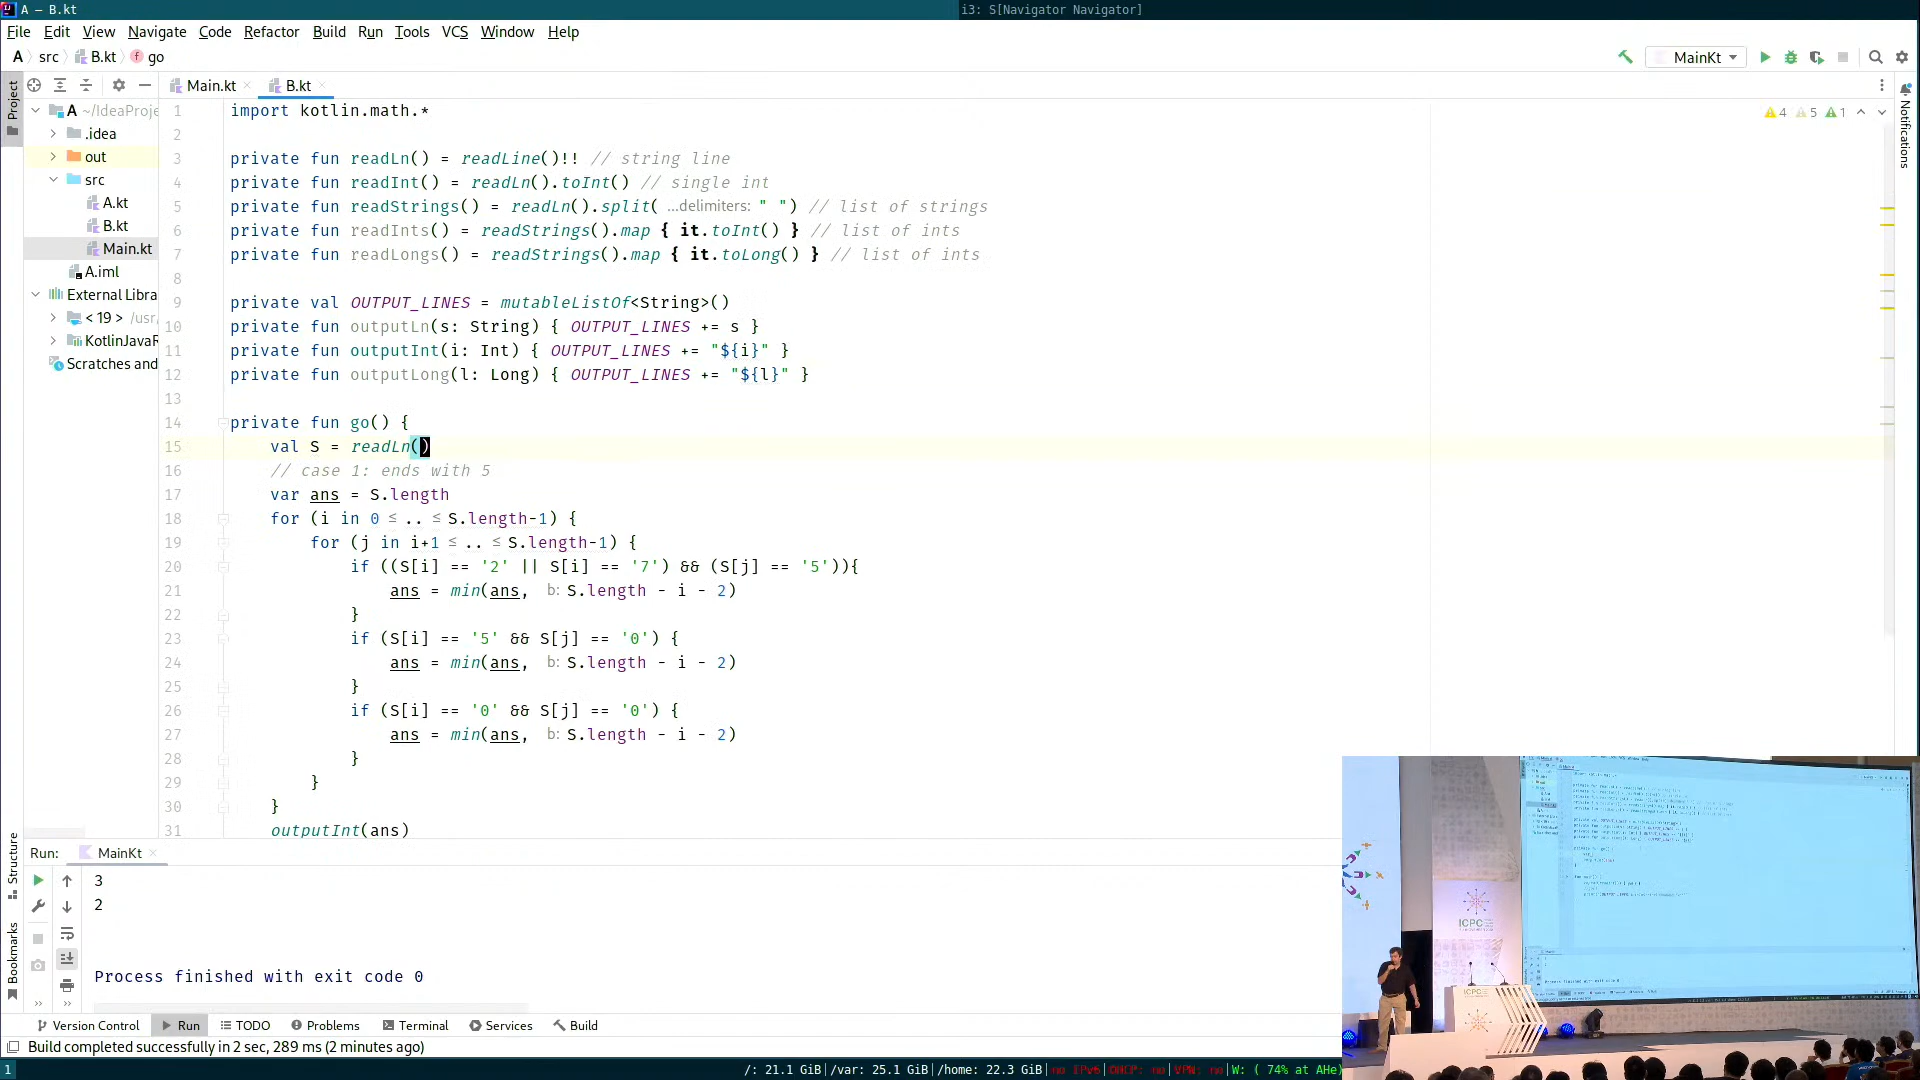 A – B.kt
i3: S[Navigator Navigator]
File Edit View Navigate Code Refactor Build Run Tools VCS Window Help
A src B.kt go
MainKt
Project
Main.kt
B.kt
A ~/IdeaProje
.idea
out
src
A.kt
B.kt
Main.kt
A.iml
External Libra
< 19 > /usr/
KotlinJavaR
Scratches and
4 5 1
Notifications
1 import kotlin.math.*
2
3 private fun readLn() = readLine()!! // string line
4 private fun readInt() = readLn().toInt() // single int
5 private fun readStrings() = readLn().split( ...delimiters: " ") // list of strings
6 private fun readInts() = readStrings().map { it.toInt() } // list of ints
7 private fun readLongs() = readStrings().map { it.toLong() } // list of ints
8
9 private val OUTPUT_LINES = mutableListOf<String>()
10 private fun outputLn(s: String) { OUTPUT_LINES += s }
11 private fun outputInt(i: Int) { OUTPUT_LINES += "${i}" }
12 private fun outputLong(l: Long) { OUTPUT_LINES += "${l}" }
13
14 private fun go() {
15 val S = readLn()
16 // case 1: ends with 5
17 var ans = S.length
18 for (i in 0 ≤ .. ≤ S.length-1) {
19 for (j in i+1 ≤ .. ≤ S.length-1) {
20 if ((S[i] == '2' || S[i] == '7') && (S[j] == '5')){
21 ans = min(ans, b: S.length - i - 2)
22 }
23 if (S[i] == '5' && S[j] == '0') {
24 ans = min(ans, b: S.length - i - 2)
25 }
26 if (S[i] == '0' && S[j] == '0') {
27 ans = min(ans, b: S.length - i - 2)
28 }
29 }
30 }
31 outputInt(ans)
Structure
Bookmarks
Run: MainKt
3
2
Process finished with exit code 0
ICPC
ICPC
Version Control Run TODO Problems Terminal Services Build
Build completed successfully in 2 sec, 289 ms (2 minutes ago)
1
/: 21.1 GiB|/var: 25.1 GiB|/home: 22.3 GiB|no IPv6|DHCP: no|VPN: no|W: ( 74% at AHe)